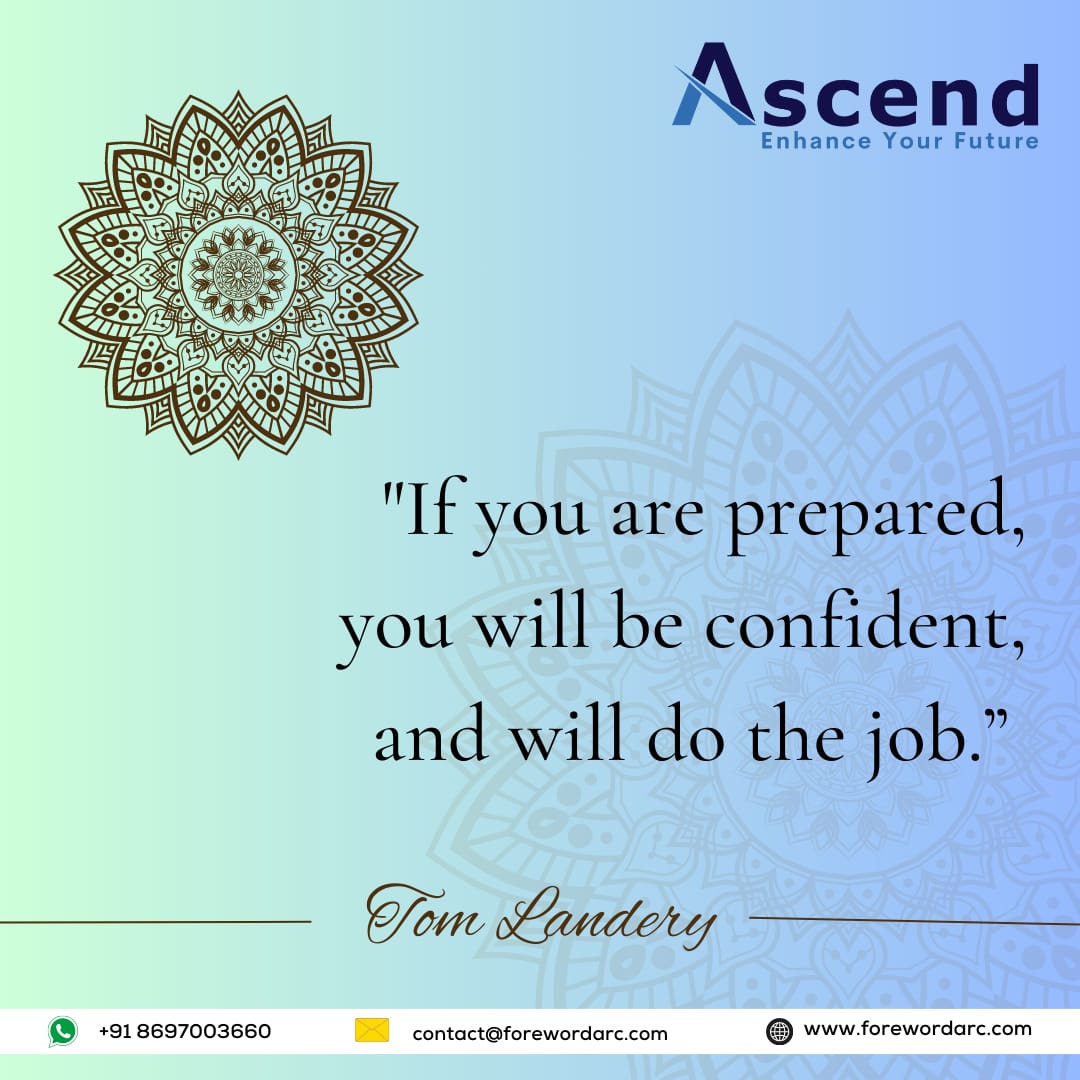 Ascend
Enhance Your Future
"If you are prepared,
you will be confident,
and will do the job.”
Tom Landery
+91 8697003660
contact@forewordarc.com
www.forewordarc.com